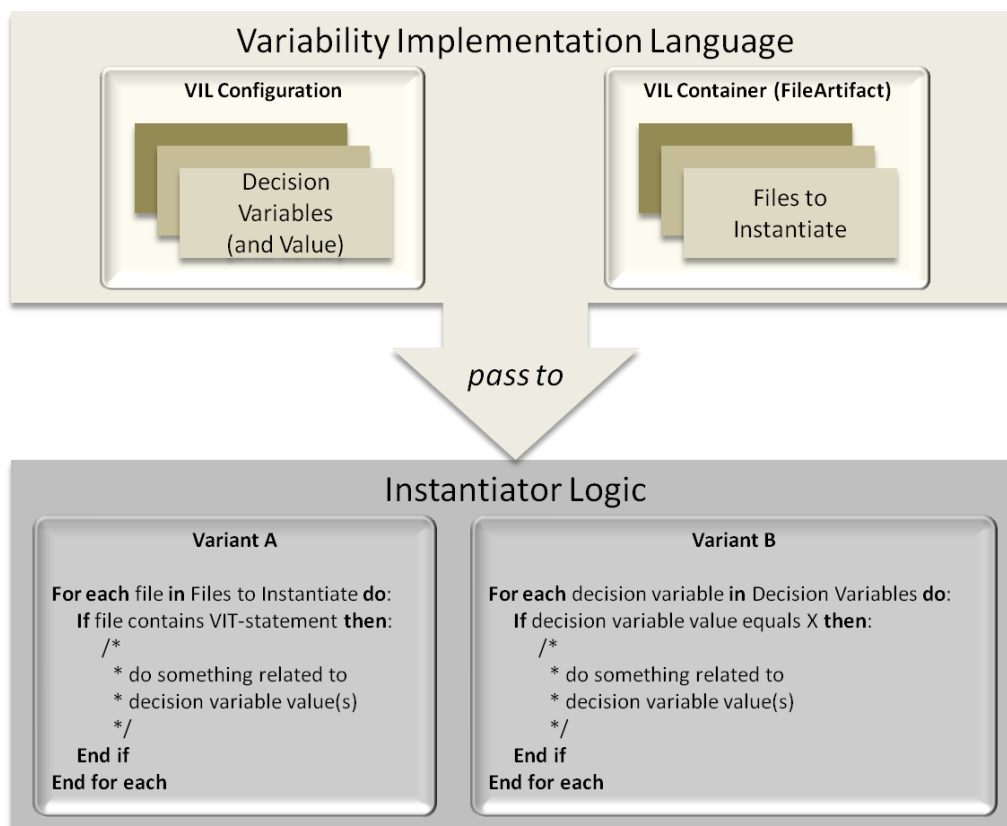 Variability Implementation Language
VIL Configuration
Decision
Variables
(and Value)
VIL Container (FileArtifact)
Files to
Instantiate
pass to
Instantiator Logic
Variant A
For each file in Files to Instantiate do:
If file contains VIT-statement then:
/*
* do something related to
* decision variable value(s)
*/
End if
End for each
Variant B
For each decision variable in Decision Variables do:
If decision variable value equals X then:
/*
* do something related to
* decision variable value(s)
*/
End if
End for each